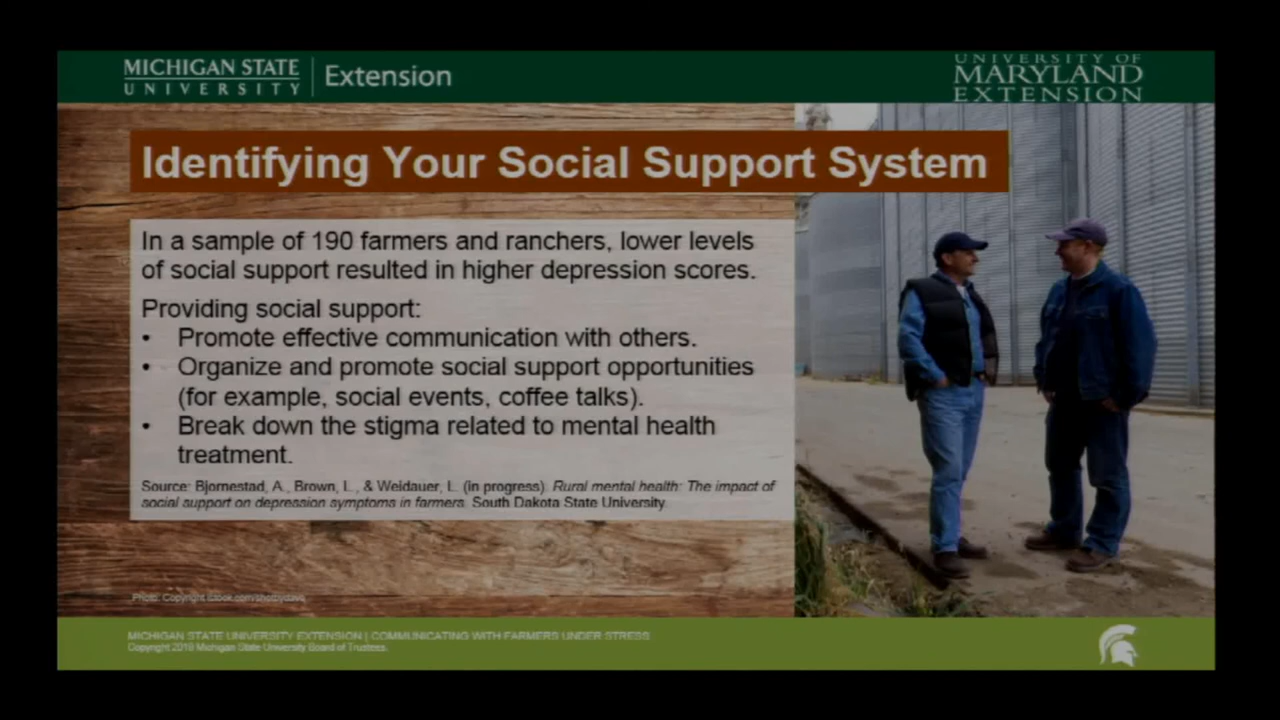 MICHIGAN STATE
UNIVERSITY
Extension
UNIVERSITY OF
MARYLAND
EXTENSION
Identifying Your Social Support System
In a sample of 190 farmers and ranchers, lower levels
of social support resulted in higher depression scores.
Providing social support:
• Promote effective communication with others.
• Organize and promote social support opportunities
(for example, social events, coffee talks).
• Break down the stigma related to mental health
treatment.
Source: Bjornestad, A., Brown, L., & Weidauer, L. (in progress). Rural mental health: The impact of
social support on depression symptoms in farmers. South Dakota State University.
Photo: Copyright
MICHIGAN STATE UNIVERSITY EXTENSION | COMMUNICATING WITH FARMERS UNDER STRESS
Copyright 2018 Michigan State University Board of Trustees.